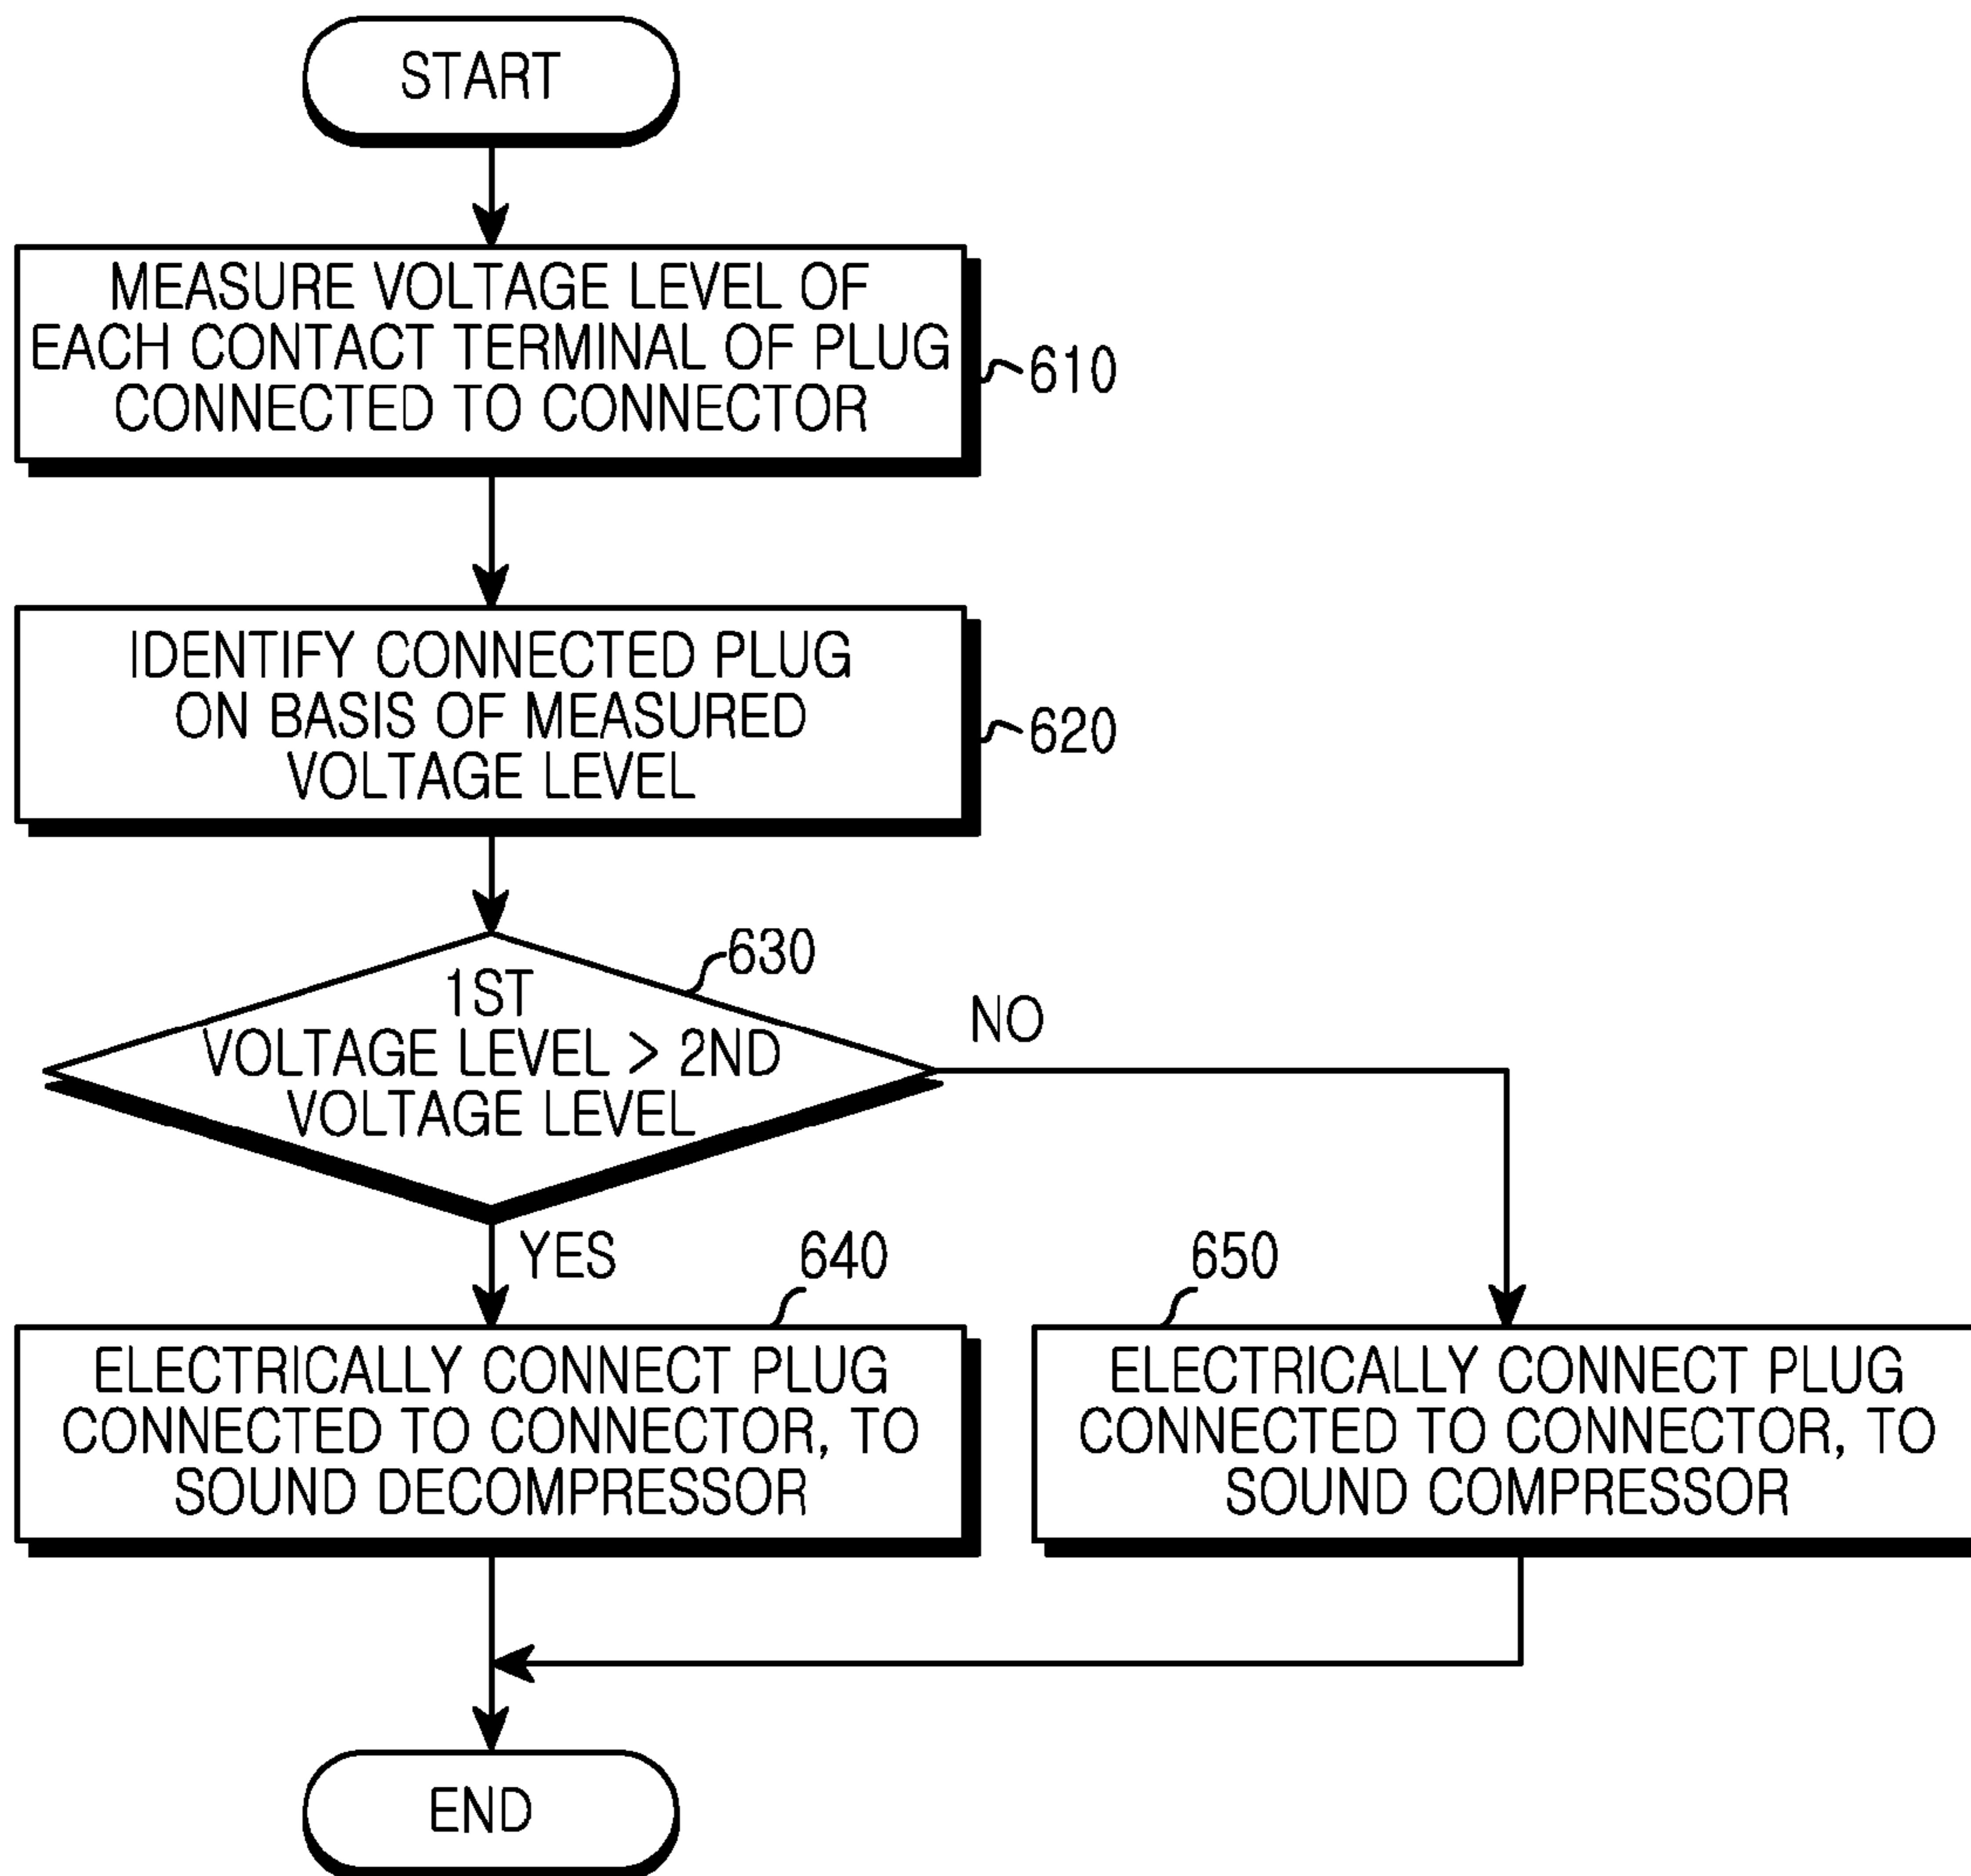 START
MEASURE VOLTAGE LEVEL OF
EACH CONTACT TERMINAL OF PLUG
CONNECTED TO CONNECTOR
610
IDENTIFY CONNECTED PLUG
ON BASIS OF MEASURED
VOLTAGE LEVEL
620
630
1ST
VOLTAGE LEVEL > 2ND
VOLTAGE LEVEL
NO
YES
640
ELECTRICALLY CONNECT PLUG
CONNECTED TO CONNECTOR, TO
SOUND DECOMPRESSOR
650
ELECTRICALLY CONNECT PLUG
CONNECTED TO CONNECTOR, TO
SOUND COMPRESSOR
END